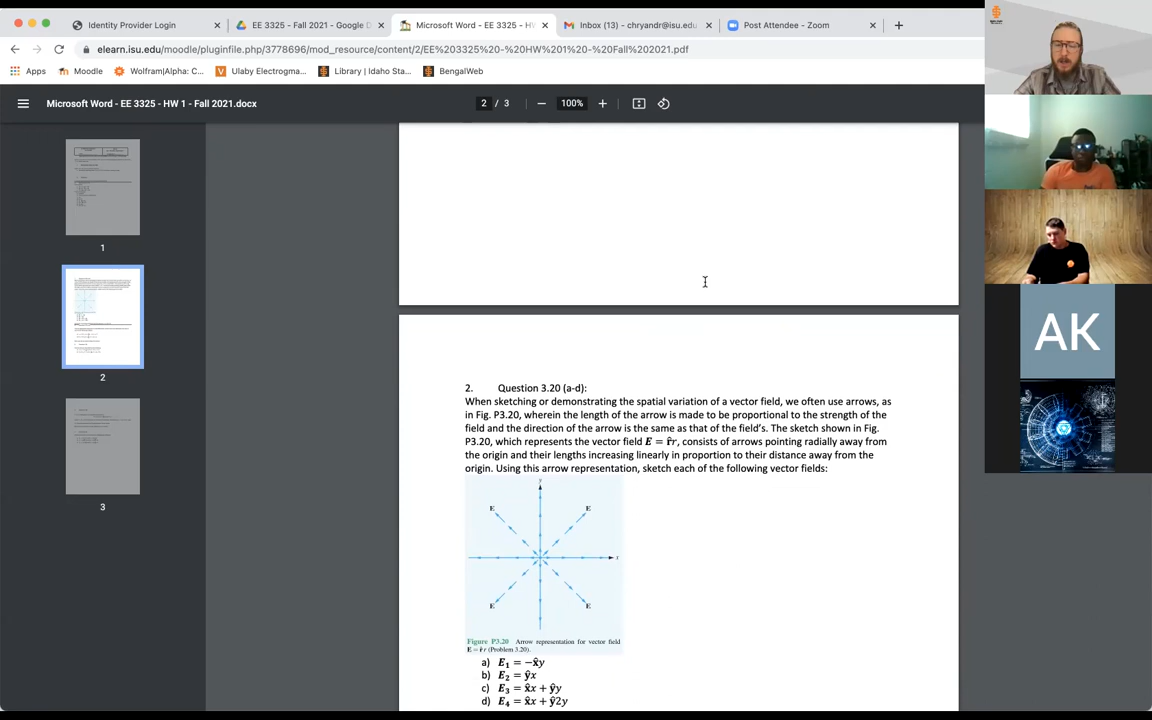 Identity Provider Login
EE 3325 - Fall 2021 - Google D
Microsoft Word - EE 3325 - HW
Inbox (13) - chryandr@isu.edu
Post Attendee - Zoom
elearn.isu.edu/moodle/pluginfile.php/3778696/mod_resource/content/2/EE%203325%20-%20HW%201%20-%20Fall%202021.pdf
Apps
Moodle
Wolfram|Alpha: C...
Ulaby Electrogma...
Library | Idaho Sta...
BengalWeb
Microsoft Word - EE 3325 - HW 1 - Fall 2021.docx
2 / 3
100%
1
2
3
AK
2. Question 3.20 (a-d):
When sketching or demonstrating the spatial variation of a vector field, we often use arrows, as
in Fig. P3.20, wherein the length of the arrow is made to be proportional to the strength of the
field and the direction of the arrow is the same as that of the field's. The sketch shown in Fig.
P3.20, which represents the vector field E = r̂r, consists of arrows pointing radially away from
the origin and their lengths increasing linearly in proportion to their distance away from the
origin. Using this arrow representation, sketch each of the following vector fields:
y
E
E
x
E
E
Figure P3.20 Arrow representation for vector field
E = r̂ r (Problem 3.20).
a) E₁ = −x̂y
b) E₂ = ŷx
c) E₃ = x̂x + ŷy
d) E₄ = x̂x + ŷ2y